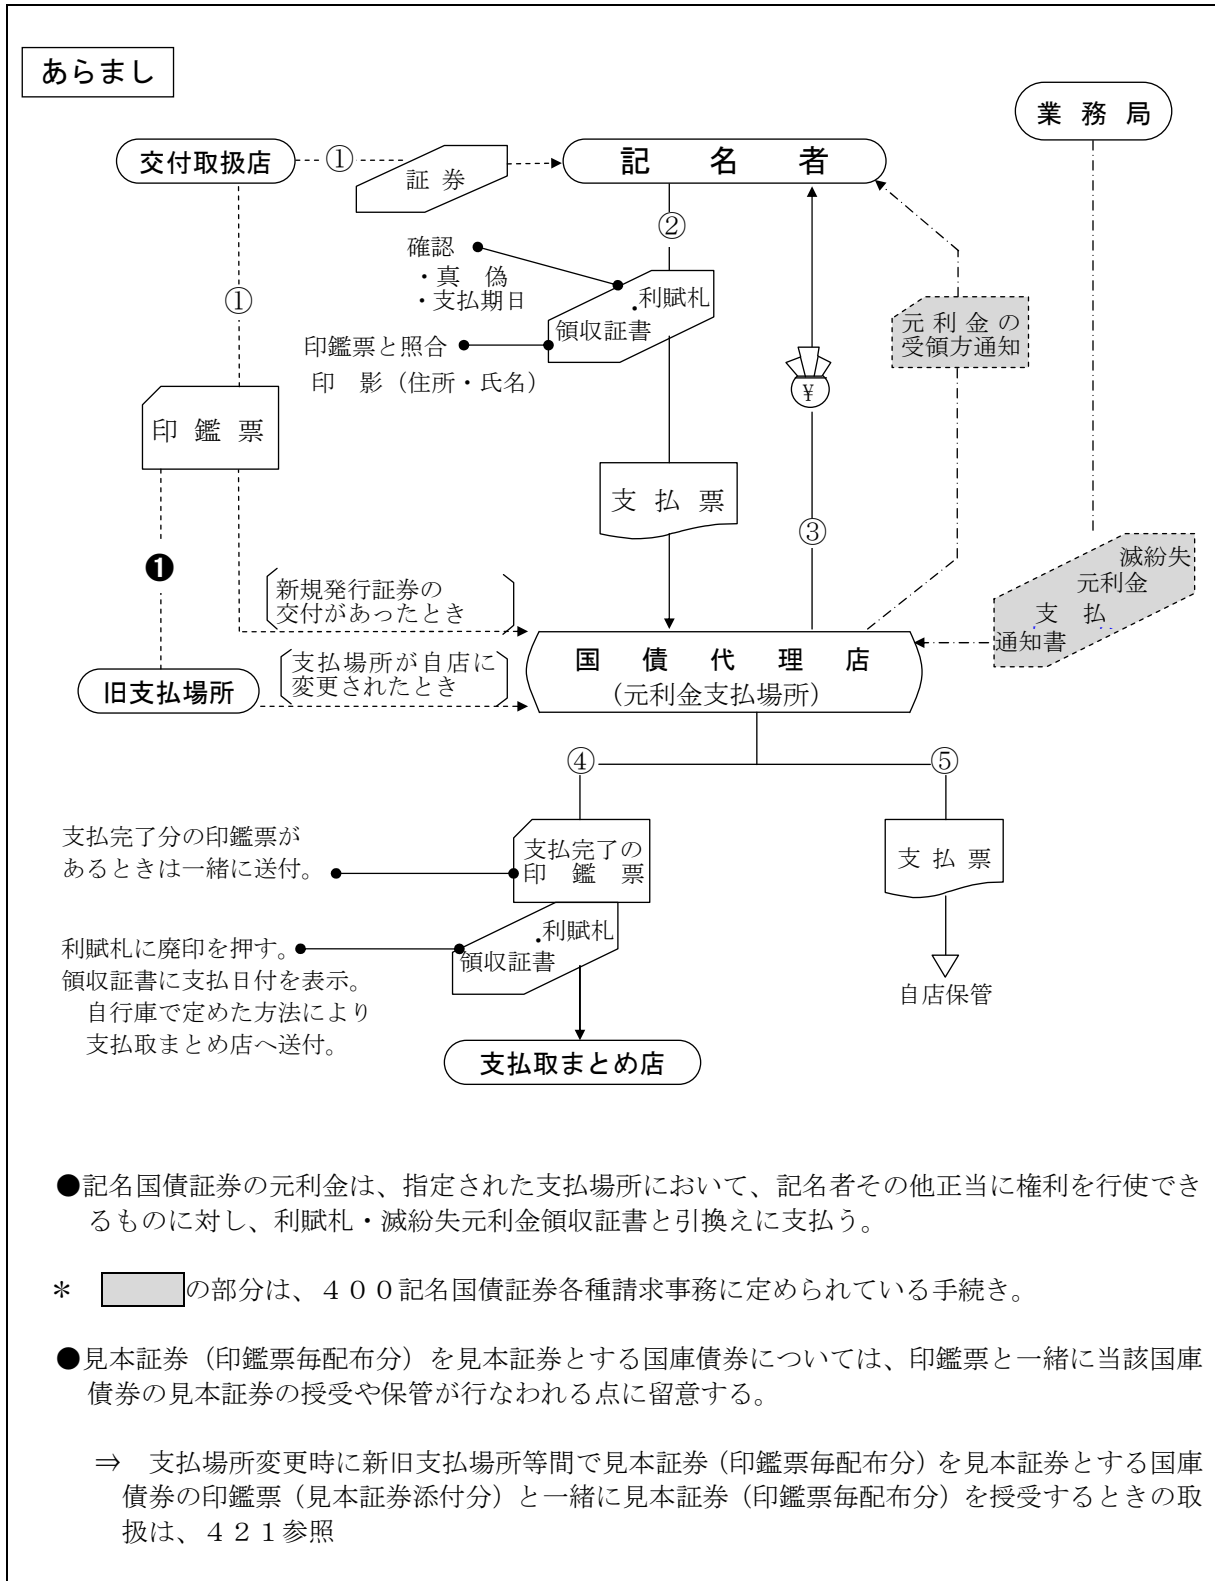 あらまし
業務局
交付取扱店
①
証券
記名者
②
確認
・真偽
・支払期日
利賦札
・
領収証書
印鑑票と照合
印 影（住所・氏名）
①
元利金の
受領方通知
¥
印鑑票
支払票
③
❶
新規発行証券の
交付があったとき
滅紛失
元利金
支払
通知書
支払場所が自店に
変更されたとき
旧支払場所
国債代理店
(元利金支払場所)
④
⑤
支払完了分の印鑑票が
あるときは一緒に送付。
支払完了の
印鑑票
支払票
利賦札
・
領収証書
利賦札に廃印を押す。
領収証書に支払日付を表示。
自行庫で定めた方法により
支払取まとめ店へ送付。
自店保管
支払取まとめ店
●記名国債証券の元利金は、指定された支払場所において、記名者その他正当に権利を行使でき
るものに対し、利賦札・滅紛失元利金領収証書と引換えに支払う。
＊ の部分は、４００記名国債証券各種請求事務に定められている手続き。
●見本証券（印鑑票毎配布分）を見本証券とする国庫債券については、印鑑票と一緒に当該国庫
債券の見本証券の授受や保管が行なわれる点に留意する。
⇒ 支払場所変更時に新旧支払場所等間で見本証券（印鑑票毎配布分）を見本証券とする国庫
債券の印鑑票（見本証券添付分）と一緒に見本証券（印鑑票毎配布分）を授受するときの取
扱は、４２１参照